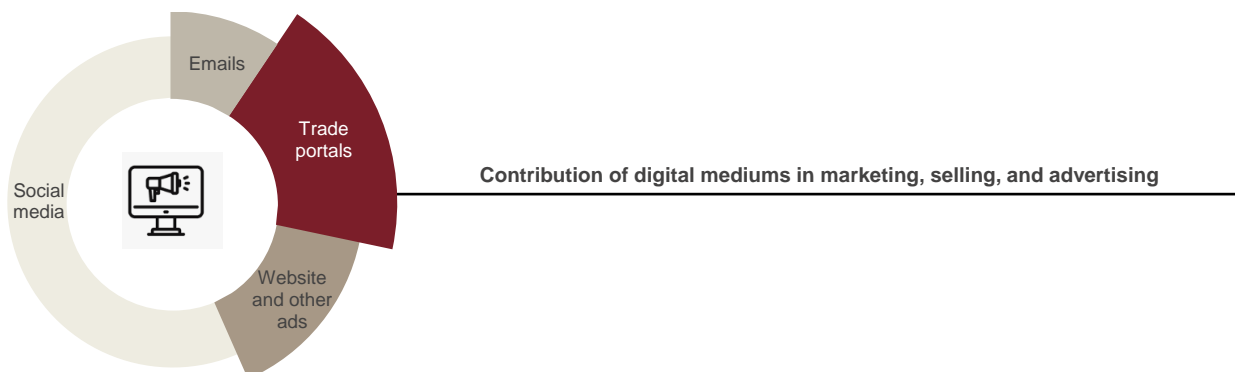 Emails
Trade
portals
Contribution of digital mediums in marketing, selling, and advertising
Social
media
Website
and other
ads